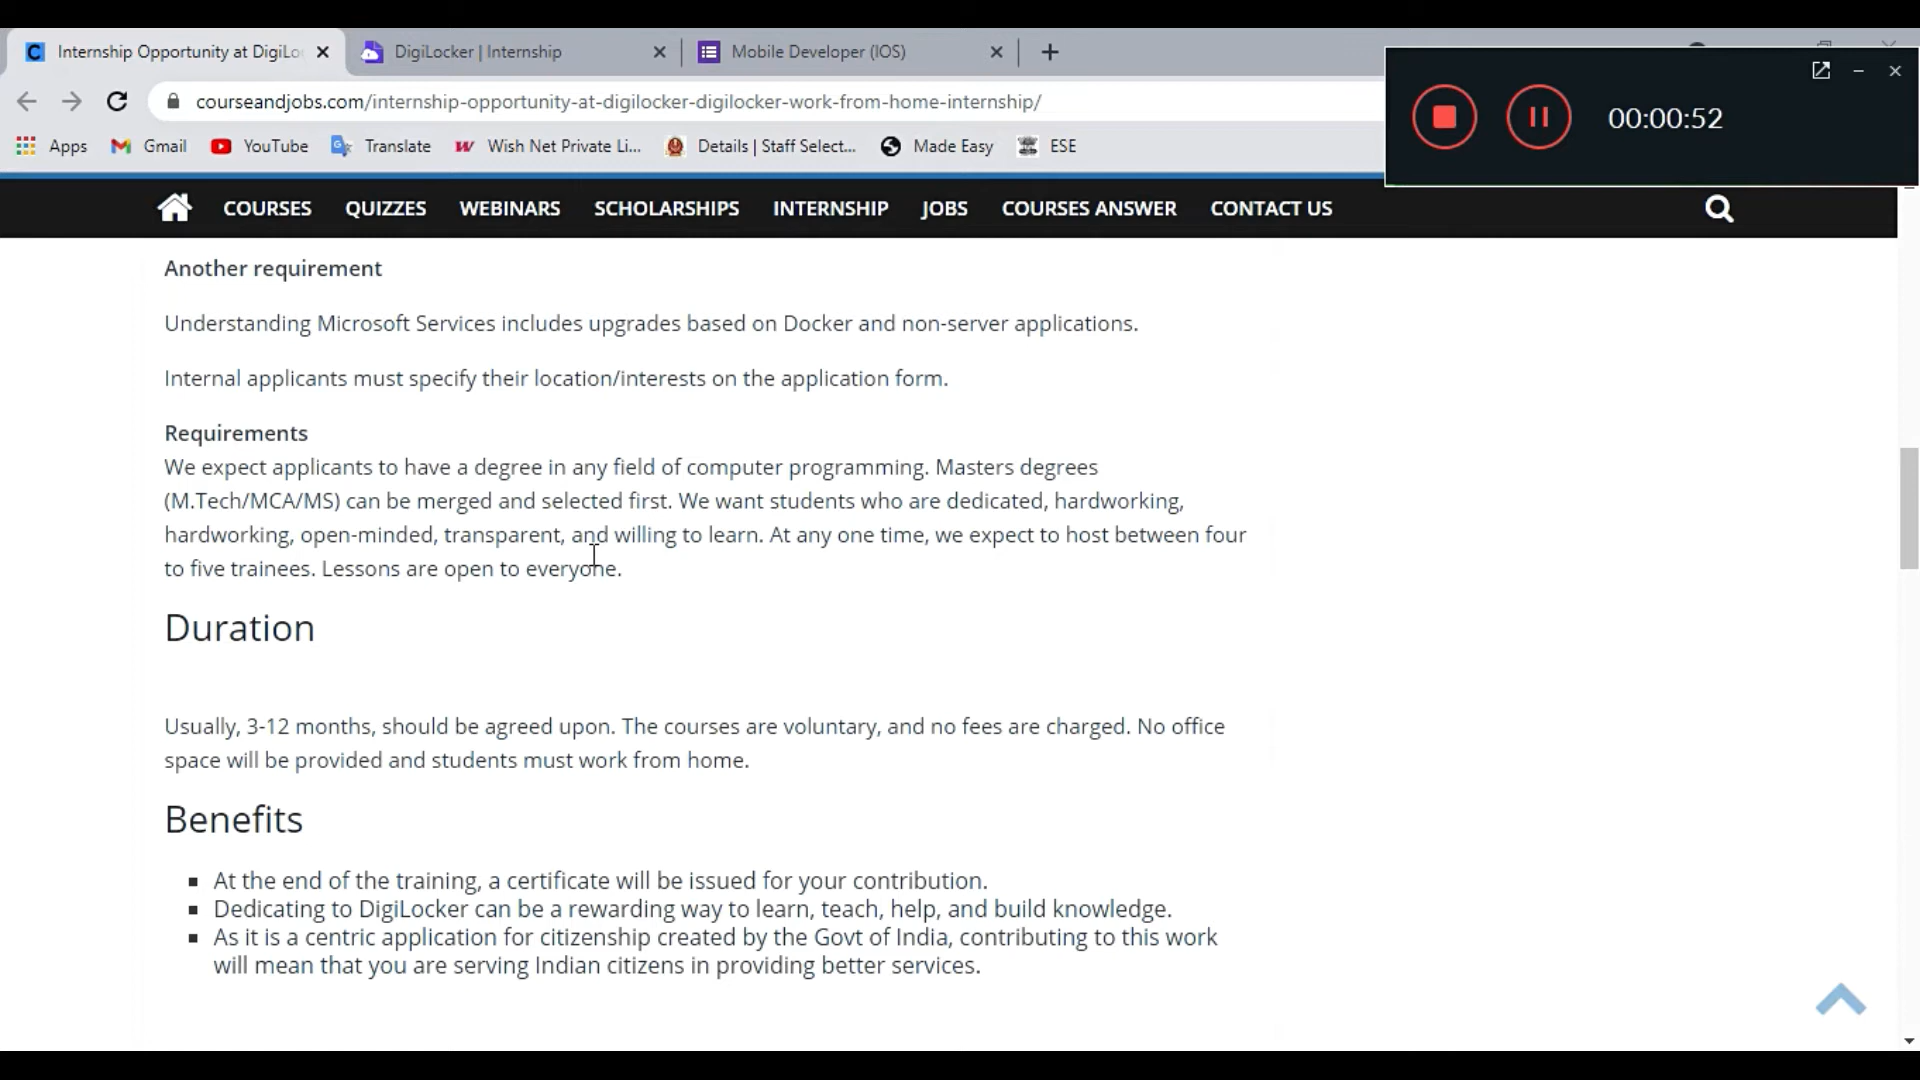 Internship Opportunity at DigiLo
DigiLocker | Internship
Mobile Developer (IOS)
courseandjobs.com/internship-opportunity-at-digilocker-digilocker-work-from-home-internship/
00:00:52
Apps
Gmail
YouTube
Translate
Wish Net Private Li...
Details | Staff Select...
Made Easy
ESE
COURSES QUIZZES WEBINARS SCHOLARSHIPS INTERNSHIP JOBS COURSES ANSWER CONTACT US
Another requirement
Understanding Microsoft Services includes upgrades based on Docker and non-server applications.
Internal applicants must specify their location/interests on the application form.
Requirements
We expect applicants to have a degree in any field of computer programming. Masters degrees
(M.Tech/MCA/MS) can be merged and selected first. We want students who are dedicated, hardworking,
hardworking, open-minded, transparent, and willing to learn. At any one time, we expect to host between four
to five trainees. Lessons are open to everyone.
Duration
Usually, 3-12 months, should be agreed upon. The courses are voluntary, and no fees are charged. No office
space will be provided and students must work from home.
Benefits
At the end of the training, a certificate will be issued for your contribution.
Dedicating to DigiLocker can be a rewarding way to learn, teach, help, and build knowledge.
As it is a centric application for citizenship created by the Govt of India, contributing to this work
will mean that you are serving Indian citizens in providing better services.